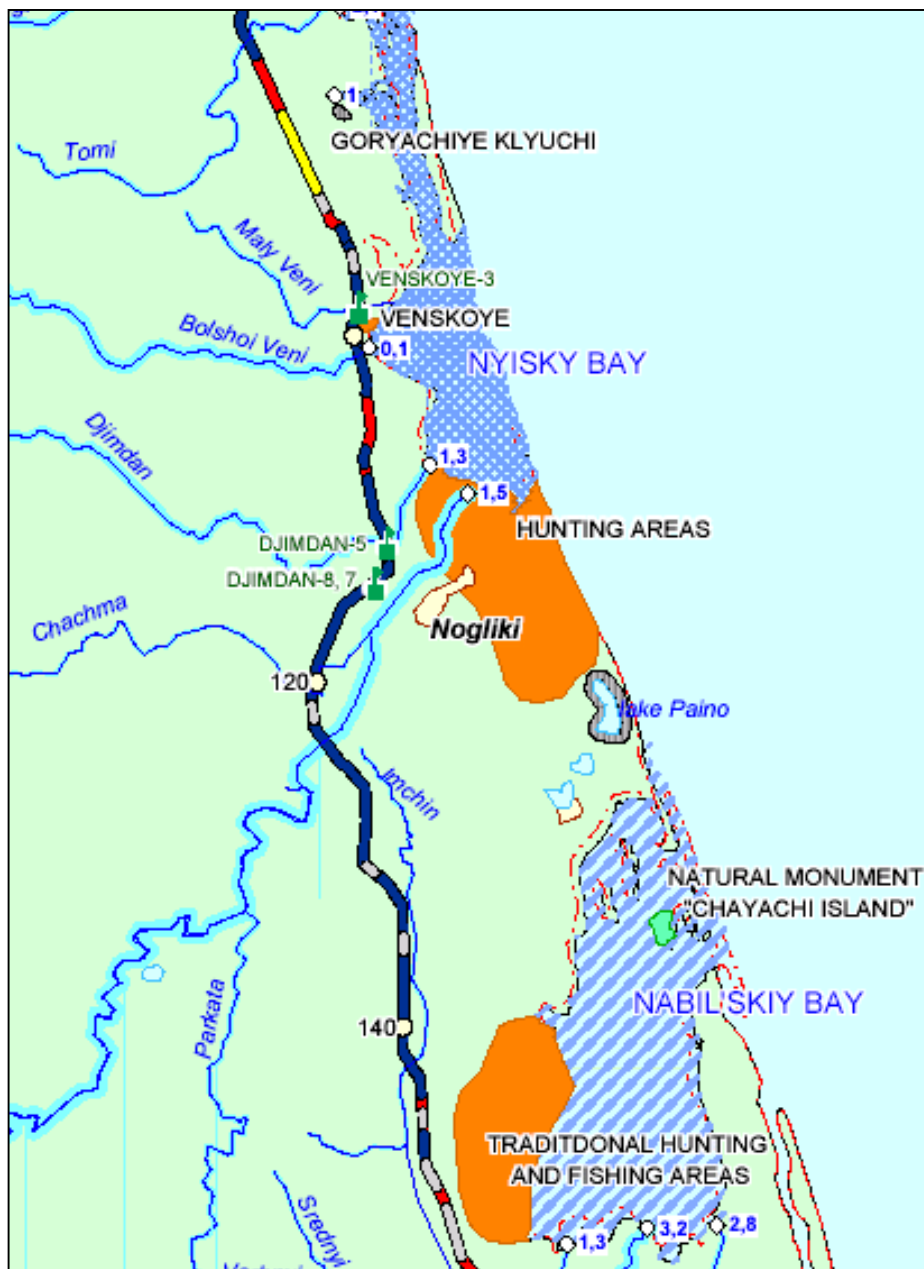 1
GORYACHIYE KLYUCHI
Tomi
Maly Veni
VENSKOYE-3
VENSKOYE
Bolshoi Veni
0,1
NYISKY BAY
Djimdan
1,3
1,5
HUNTING AREAS
DJIMDAN-5
DJIMDAN-8, 7
Chachma
Nogliki
120
lake Paino
Imchin
NATURAL MONUMENT
"CHAYACHI ISLAND"
NABIL'SKIY BAY
Parkata
140
TRADITDONAL HUNTING
AND FISHING AREAS
Srednyi
1,3
3,2
2,8